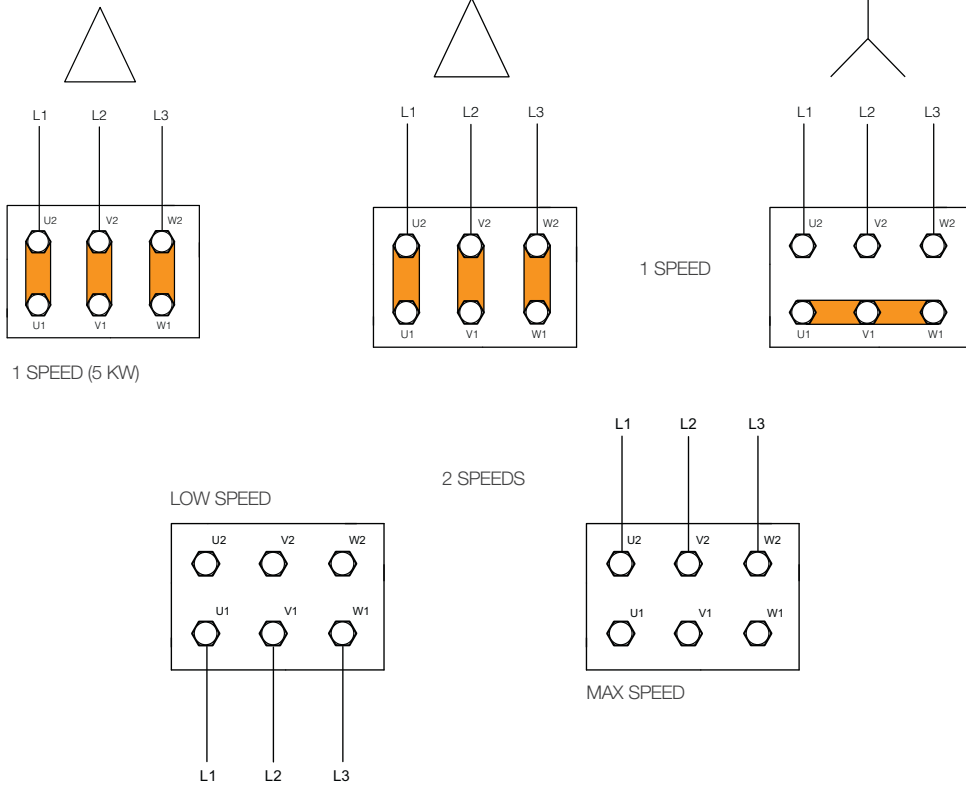 L1 L2 L3
U2 V2 W2
U1 V1 W1
1 SPEED (5 KW)
L1 L2 L3
U2 V2 W2
U1 V1 W1
1 SPEED
L1 L2 L3
U2 V2 W2
U1 V1 W1
2 SPEEDS
LOW SPEED
U2 V2 W2
U1 V1 W1
L1 L2 L3
L1 L2 L3
U2 V2 W2
U1 V1 W1
MAX SPEED